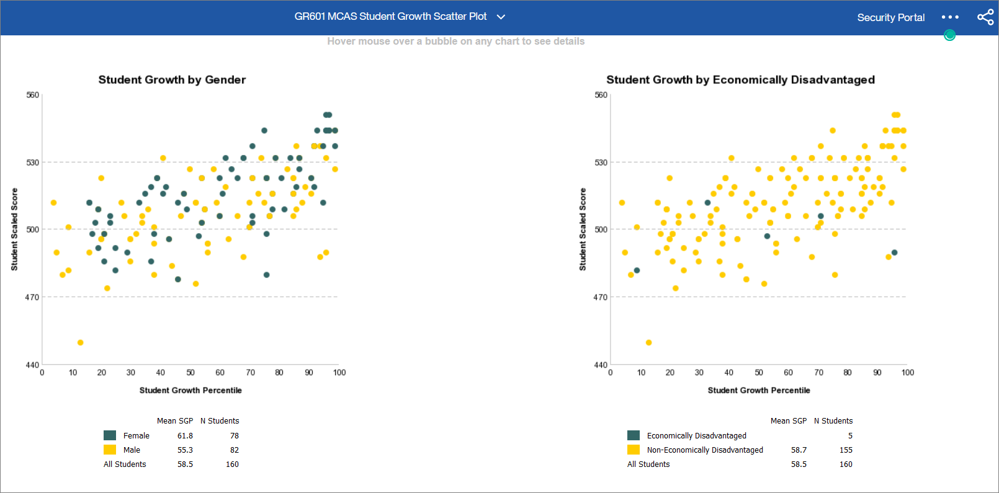 GR601 MCAS Student Growth Scatter Plot
Security Portal
Hover mouse over a bubble on any chart to see details
Student Growth by Gender
560
530
500
470
440
Student Scaled Score
0 10 20 30 40 50 60 70 80 90 100
Student Growth Percentile
Mean SGP N Students
Female 61.8 78
Male 55.3 82
All Students 58.5 160
Student Growth by Economically Disadvantaged
560
530
500
470
440
Student Scaled Score
0 10 20 30 40 50 60 70 80 90 100
Student Growth Percentile
Mean SGP N Students
Economically Disadvantaged 5
Non-Economically Disadvantaged 58.7 155
All Students 58.5 160